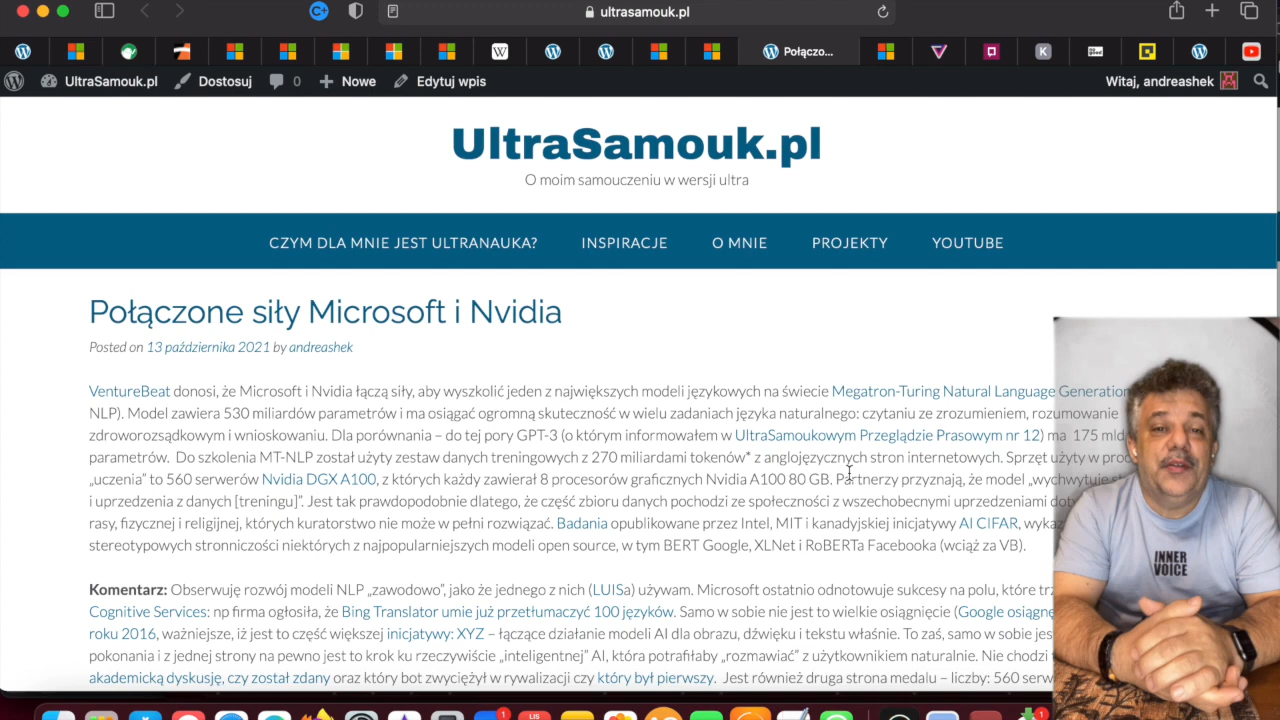 ultrasamouk.pl
Połączo...
UltraSamouk.pl Dostosuj 0 Nowe Edytuj wpis Witaj, andreashek
UltraSamouk.pl
O moim samouczeniu w wersji ultra
CZYM DLA MNIE JEST ULTRANAUKA? INSPIRACJE O MNIE PROJEKTY YOUTUBE
Połączone siły Microsoft i Nvidia
Posted on 13 października 2021 by andreashek
VentureBeat donosi, że Microsoft i Nvidia łączą siły, aby wyszkolić jeden z największych modeli językowych na świecie Megatron-Turing Natural Language Generation
NLP). Model zawiera 530 miliardów parametrów i ma osiągać ogromną skuteczność w wielu zadaniach języka naturalnego: czytaniu ze zrozumieniem, rozumowanie
zdroworozsądkowym i wnioskowaniu. Dla porównania – do tej pory GPT-3 (o którym informowałem w UltraSamoukowym Przeglądzie Prasowym nr 12) ma 175 mld
parametrów. Do szkolenia MT-NLP został użyty zestaw danych treningowych z 270 miliardami tokenów* z anglojęzycznych stron internetowych. Sprzęt użyty w proc
„uczenia” to 560 serwerów Nvidia DGX A100, z których każdy zawierał 8 procesorów graficznych Nvidia A100 80 GB. Partnerzy przyznają, że model „wychwytuje s
i uprzedzenia z danych [treningu]”. Jest tak prawdopodobnie dlatego, że część zbioru danych pochodzi ze społeczności z wszechobecnymi uprzedzeniami doty
rasy, fizycznej i religijnej, których kuratorstwo nie może w pełni rozwiązać. Badania opublikowane przez Intel, MIT i kanadyjskiej inicjatywy AI CIFAR, wykaz
stereotypowych stronniczości niektórych z najpopularniejszych modeli open source, w tym BERT Google, XLNet i RoBERTa Facebooka (wciąż za VB).
Komentarz: Obserwuję rozwój modeli NLP „zawodowo”, jako że jednego z nich (LUISa) używam. Microsoft ostatnio odnotowuje sukcesy na polu, które trz
Cognitive Services: np firma ogłosiła, że Bing Translator umie już przetłumaczyć 100 języków. Samo w sobie nie jest to wielkie osiągnięcie (Google osiągnę
roku 2016, ważniejsze, iż jest to część większej inicjatywy: XYZ – łączące działanie modeli AI dla obrazu, dźwięku i tekstu właśnie. To zaś, samo w sobie jes
pokonania i z jednej strony na pewno jest to krok ku rzeczywiście „inteligentnej” AI, która potrafiłaby „rozmawiać” z użytkownikiem naturalnie. Nie chodzi
akademicką dyskusję, czy został zdany oraz który bot zwyciężył w rywalizacji czy który był pierwszy. Jest również druga strona medalu – liczby: 560 serw
INNER
VOICE